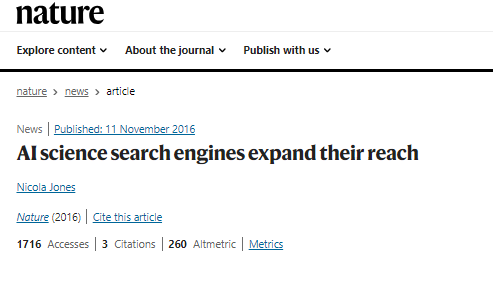 nature
Explore content About the journal Publish with us
nature > news > article
News | Published: 11 November 2016
AI science search engines expand their reach
Nicola Jones
Nature (2016) | Cite this article
1716 Accesses | 3 Citations | 260 Altmetric | Metrics